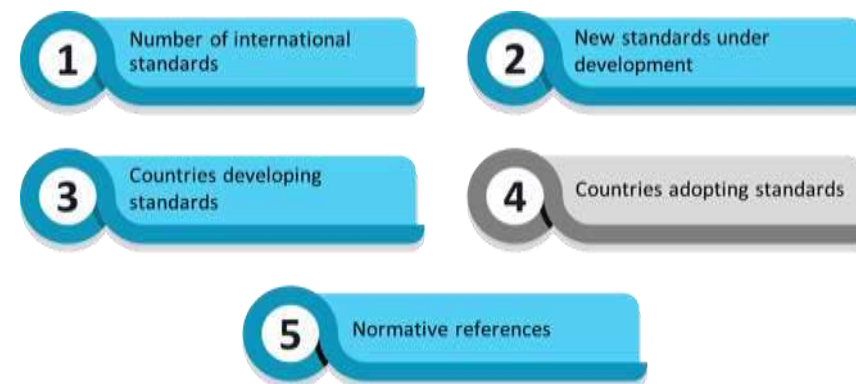 1
Number of international
standards
2
New standards under
development
3
Countries developing
standards
4
Countries adopting standards
5
Normative references